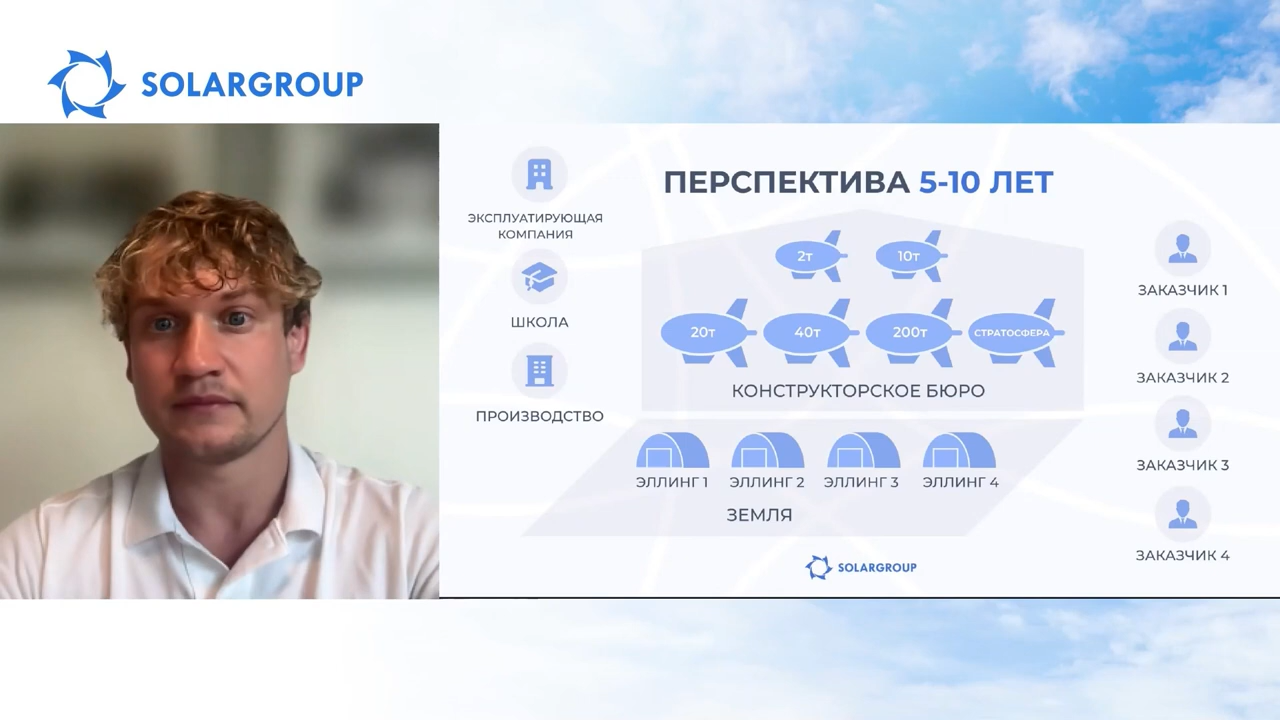 SOLARGROUP
ПЕРСПЕКТИВА 5-10 ЛЕТ
ЭКСПЛУАТИРУЮЩАЯ
КОМПАНИЯ
ШКОЛА
ПРОИЗВОДСТВО
2т
10т
20т
40т
200т
СТРАТОСФЕРА
КОНСТРУКТОРСКОЕ БЮРО
ЭЛЛИНГ 1
ЭЛЛИНГ 2
ЭЛЛИНГ 3
ЭЛЛИНГ 4
ЗЕМЛЯ
ЗАКАЗЧИК 1
ЗАКАЗЧИК 2
ЗАКАЗЧИК 3
ЗАКАЗЧИК 4
SOLARGROUP